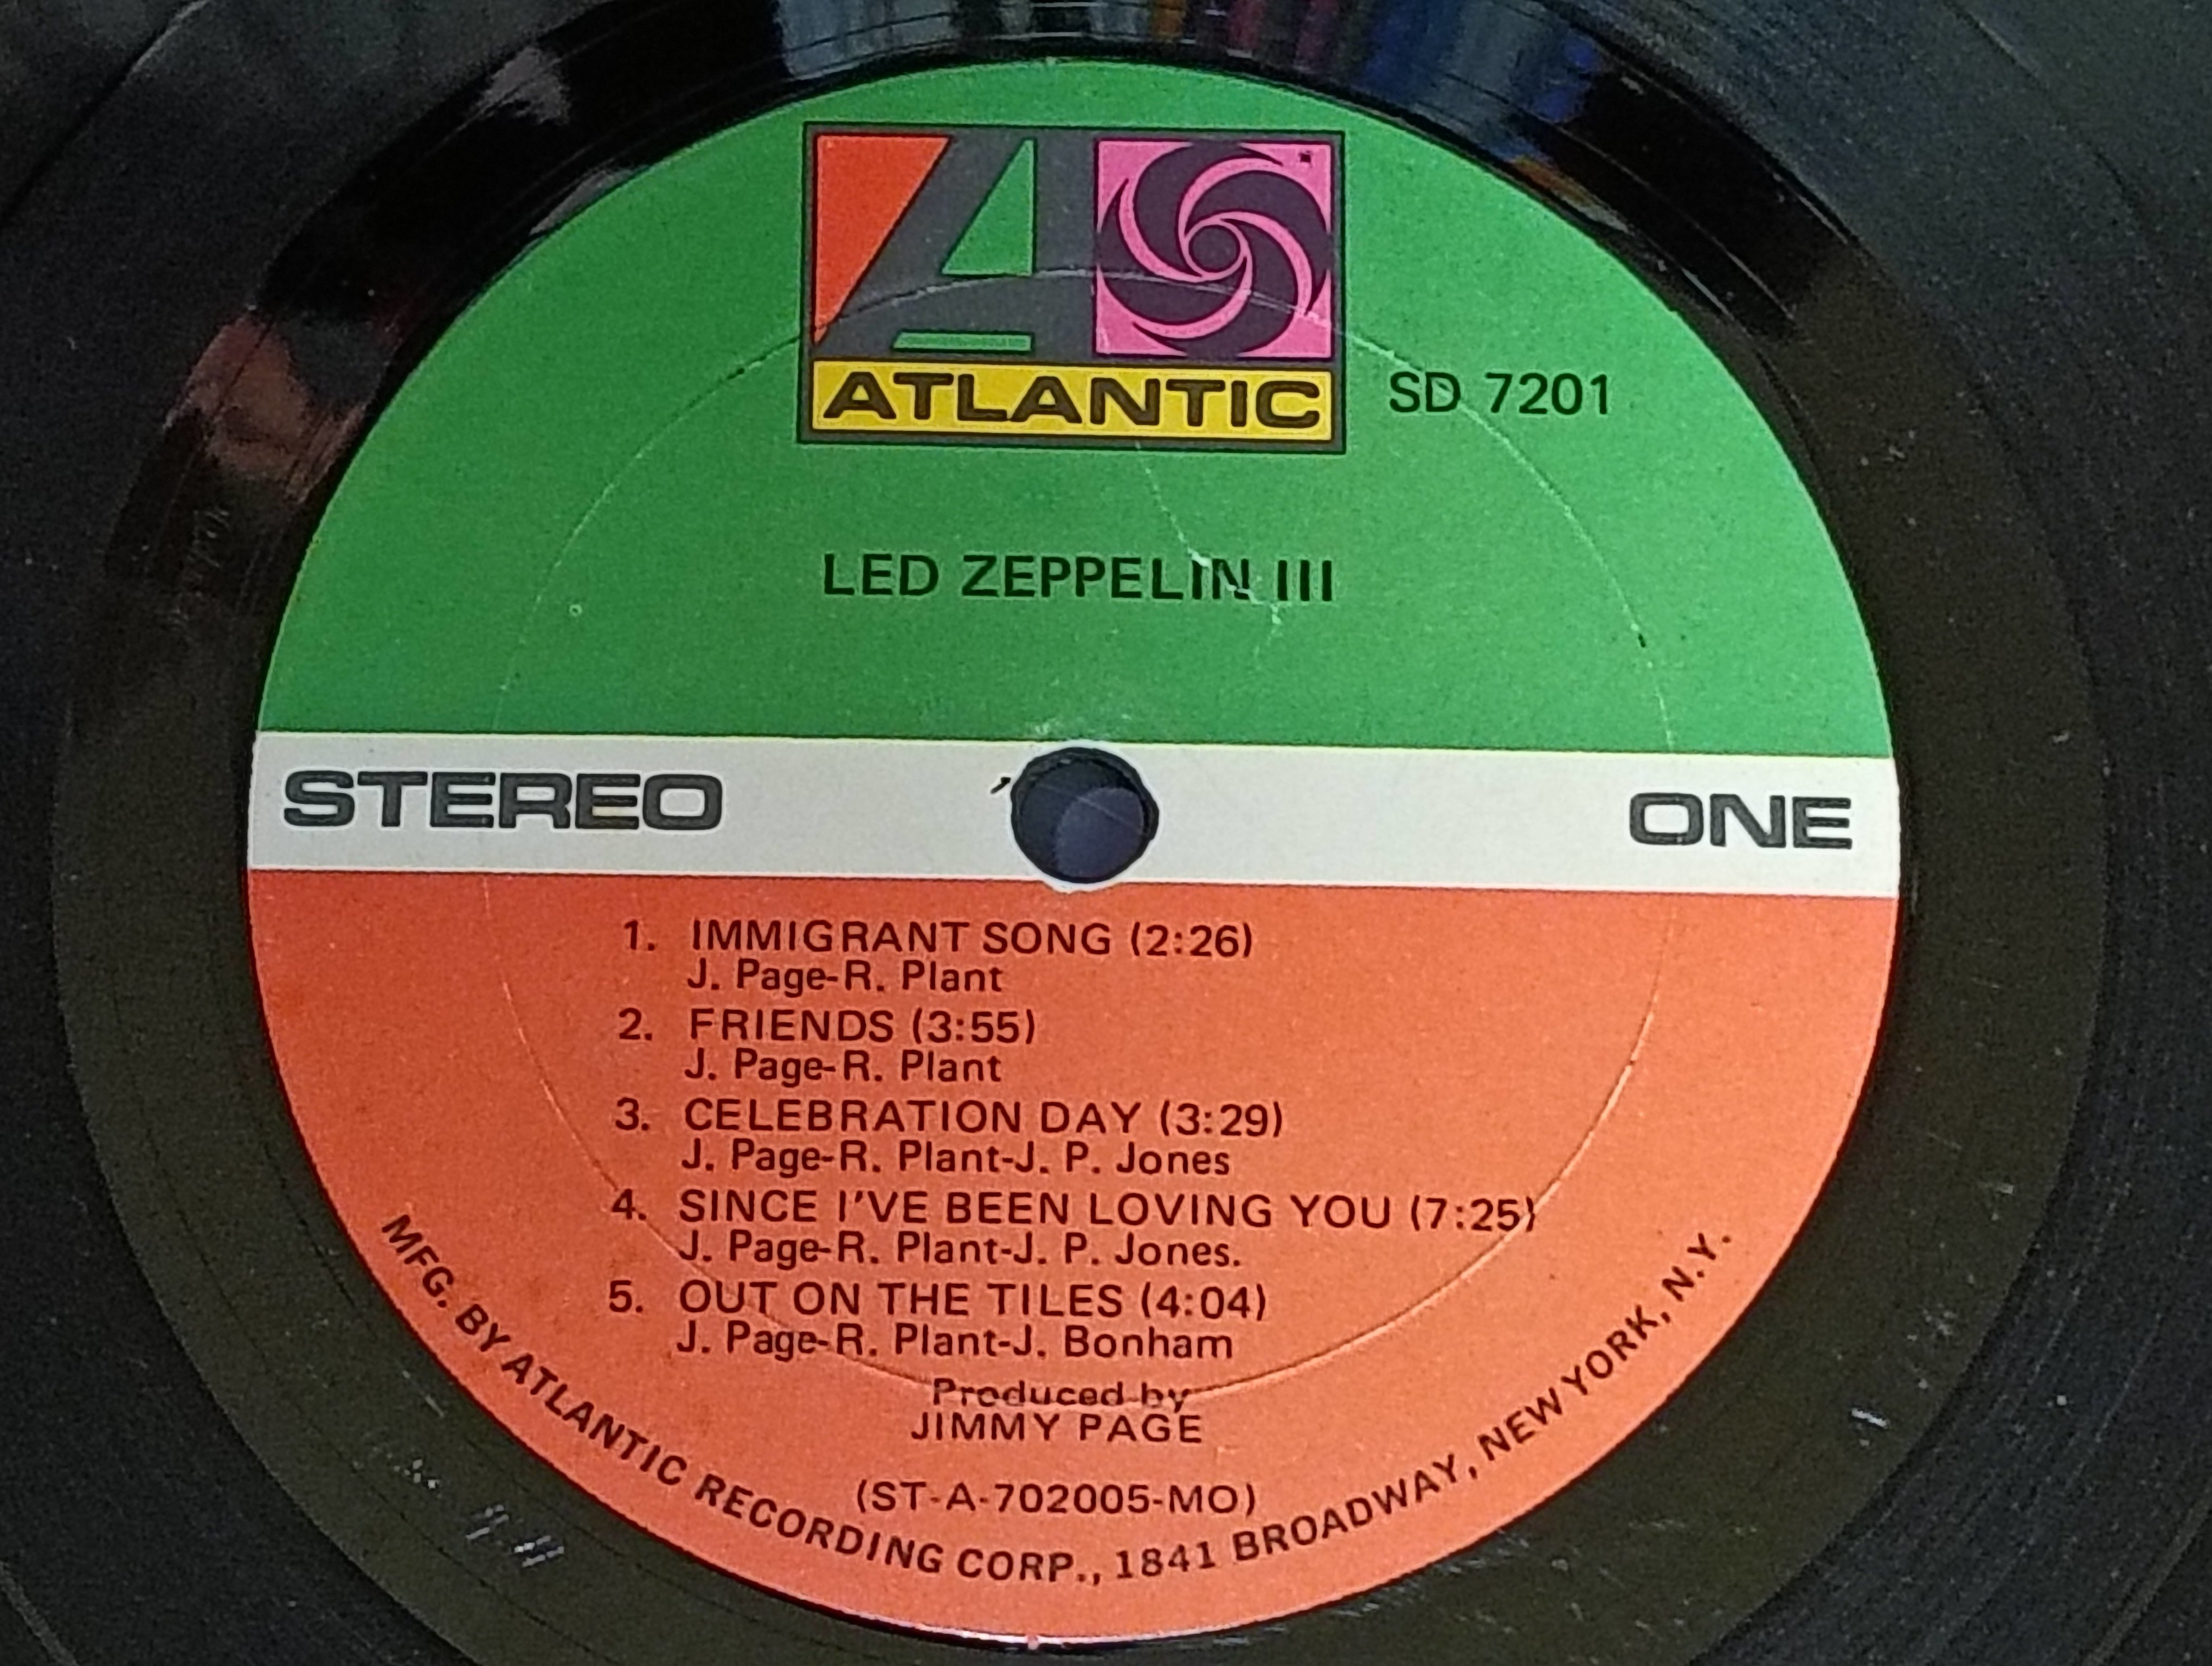 ATLANTIC
SD 7201
LED ZEPPELIN III
STEREO
ONE
1. IMMIGRANT SONG (2:26)
J. Page-R. Plant
2. FRIENDS (3:55)
J. Page-R. Plant
3. CELEBRATION DAY (3:29)
J. Page-R. Plant-J. P. Jones
4. SINCE I'VE BEEN LOVING YOU (7:25)
J. Page-R. Plant-J. P. Jones.
5. OUT ON THE TILES (4:04)
J. Page-R. Plant-J. Bonham
Produced by
JIMMY PAGE
(ST-A-702005-MO)
MFG. BY ATLANTIC RECORDING CORP., 1841 BROADWAY, NEW YORK, N.Y.